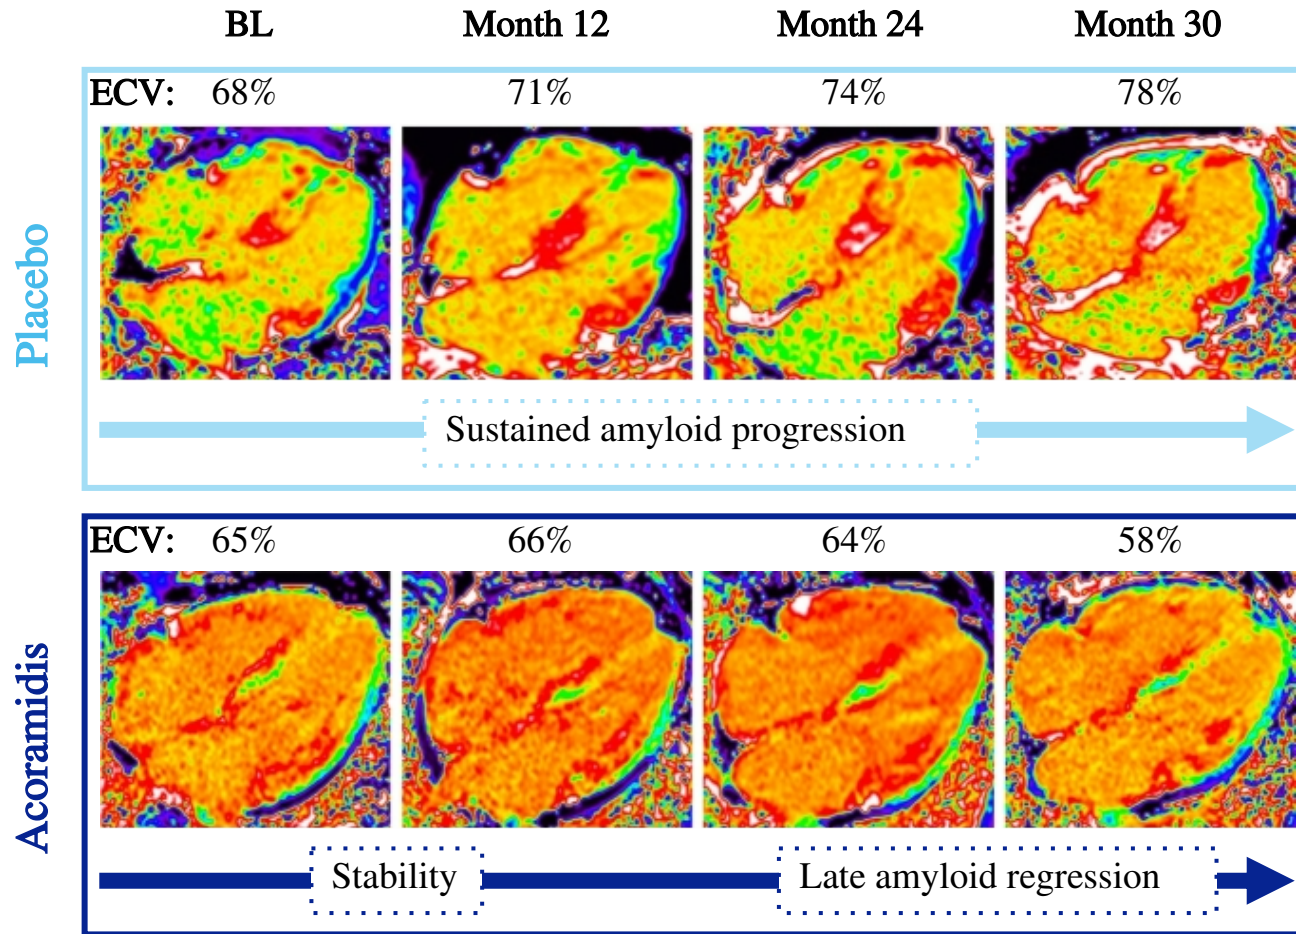 BL Month 12 Month 24 Month 30
Placebo
ECV: 68% 71% 74% 78%
Sustained amyloid progression
Acoramidis
ECV: 65% 66% 64% 58%
Stability Late amyloid regression